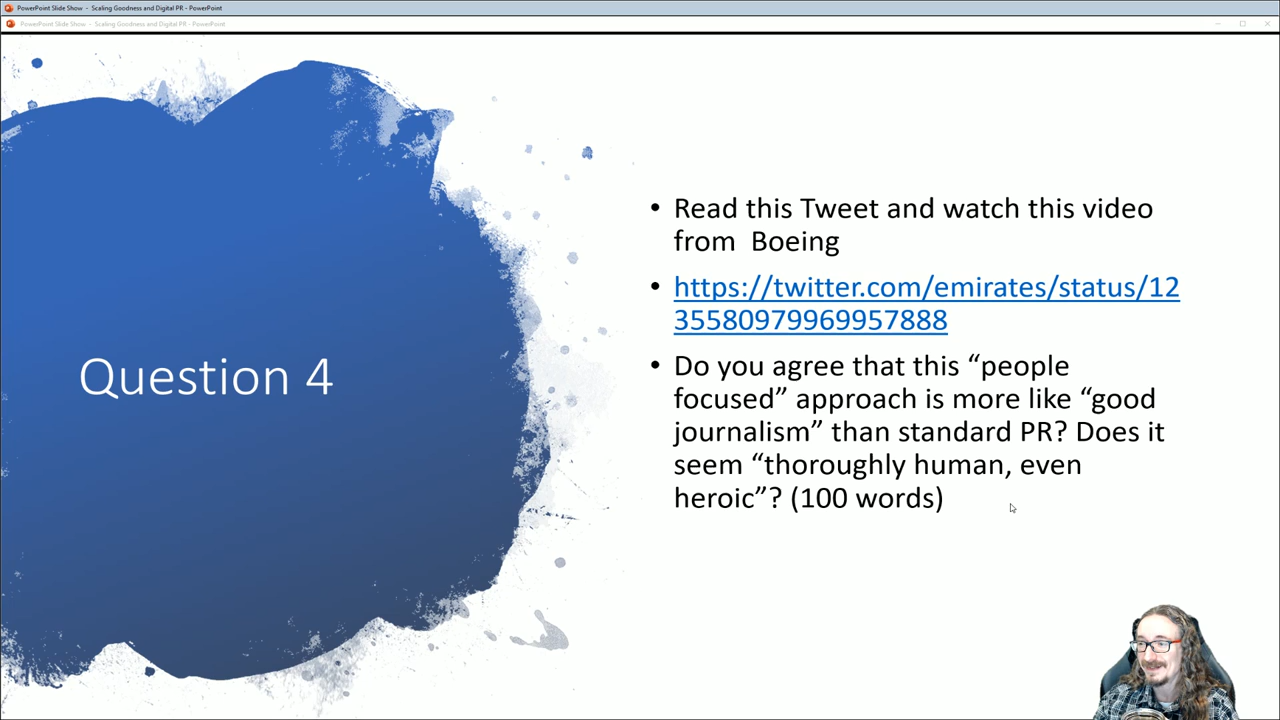 PowerPoint Slide Show - Scaling Goodness and Digital PR - PowerPoint
PowerPoint Slide Show - Scaling Goodness and Digital PR - PowerPoint
Question 4
• Read this Tweet and watch this video
from  Boeing
• https://twitter.com/emirates/status/12
35580979969957888
• Do you agree that this “people
focused” approach is more like “good
journalism” than standard PR? Does it
seem “thoroughly human, even
heroic”? (100 words)